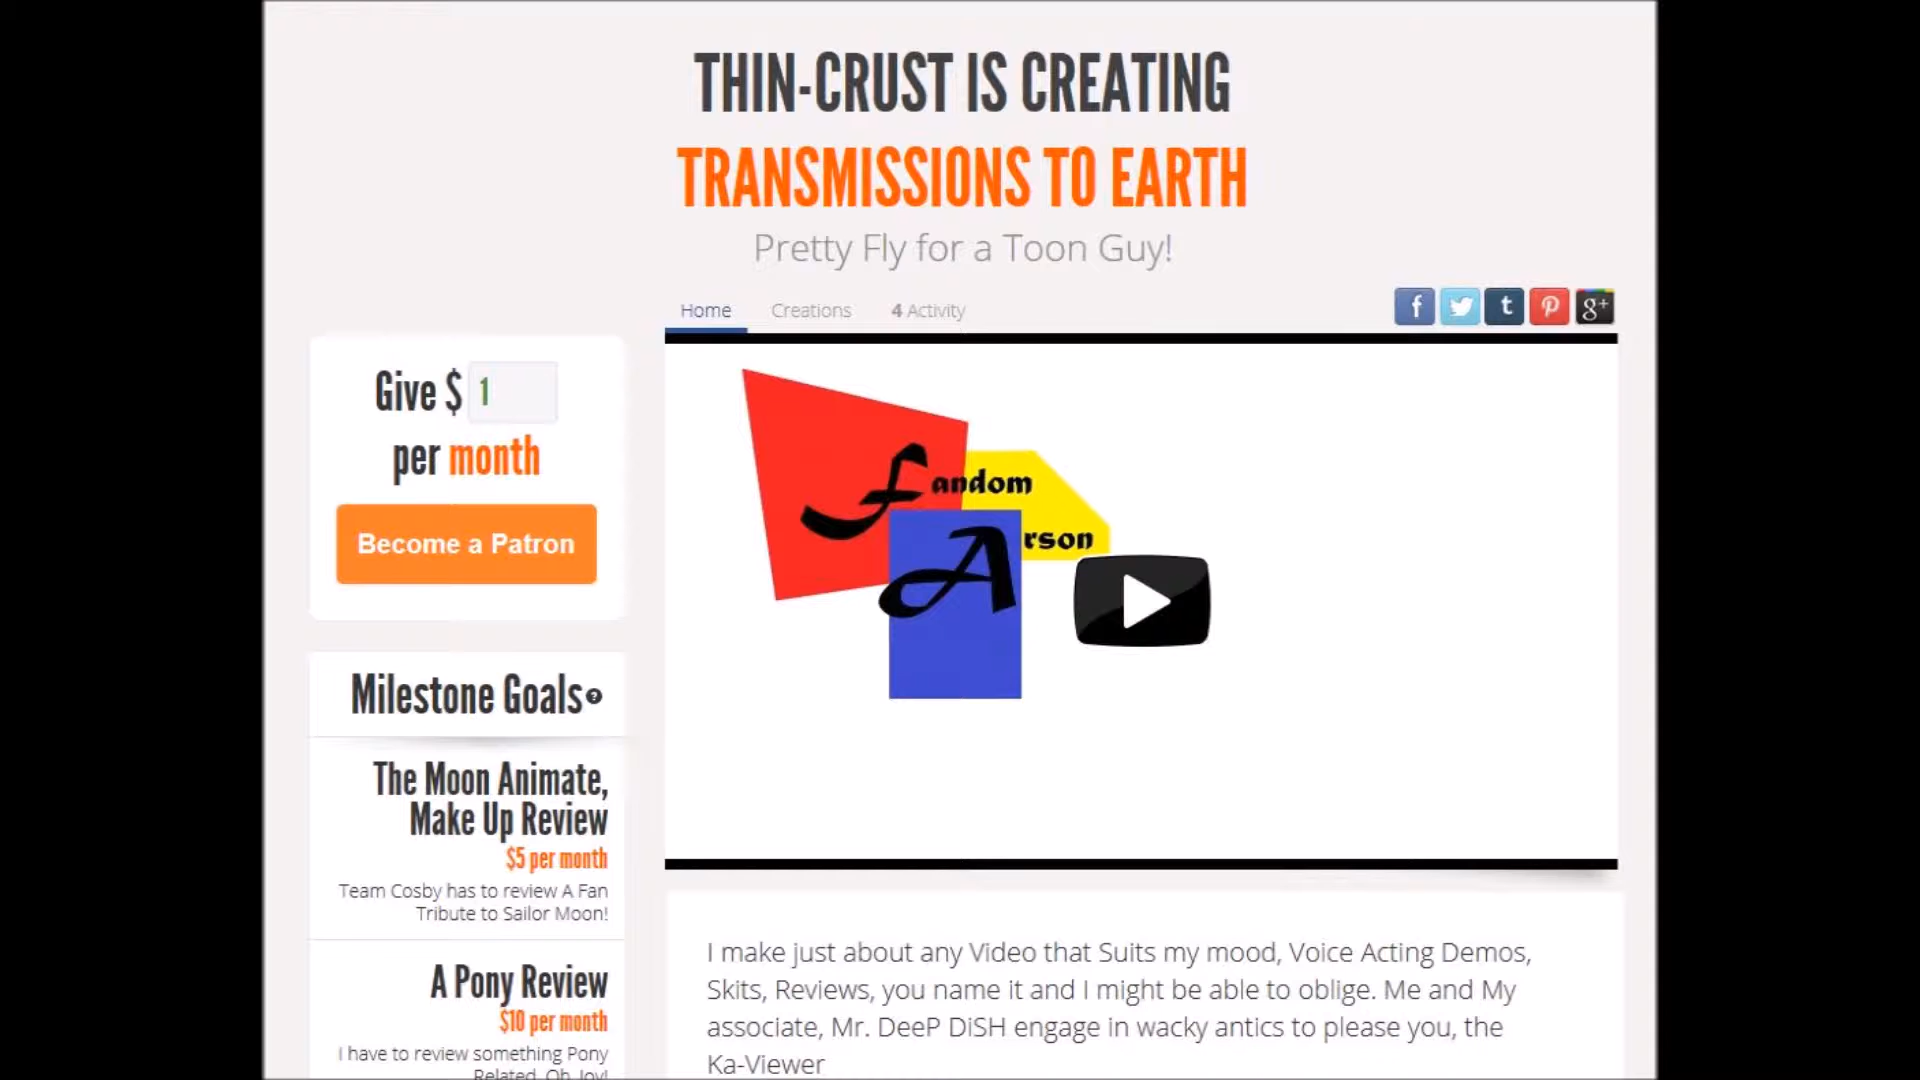 THIN-CRUST IS CREATING
TRANSMISSIONS TO EARTH
Pretty Fly for a Toon Guy!
Home Creations 4 Activity
f t p g+
Give $ 1
per month
Become a Patron
Fandom
Arson
Milestone Goals?
The Moon Animate,
Make Up Review
$5 per month
Team Cosby has to review A Fan
Tribute to Sailor Moon!
A Pony Review
$10 per month
I have to review something Pony
Related. Oh Joy!
I make just about any Video that Suits my mood, Voice Acting Demos,
Skits, Reviews, you name it and I might be able to oblige. Me and My
associate, Mr. DeeP DiSH engage in wacky antics to please you, the
Ka-Viewer